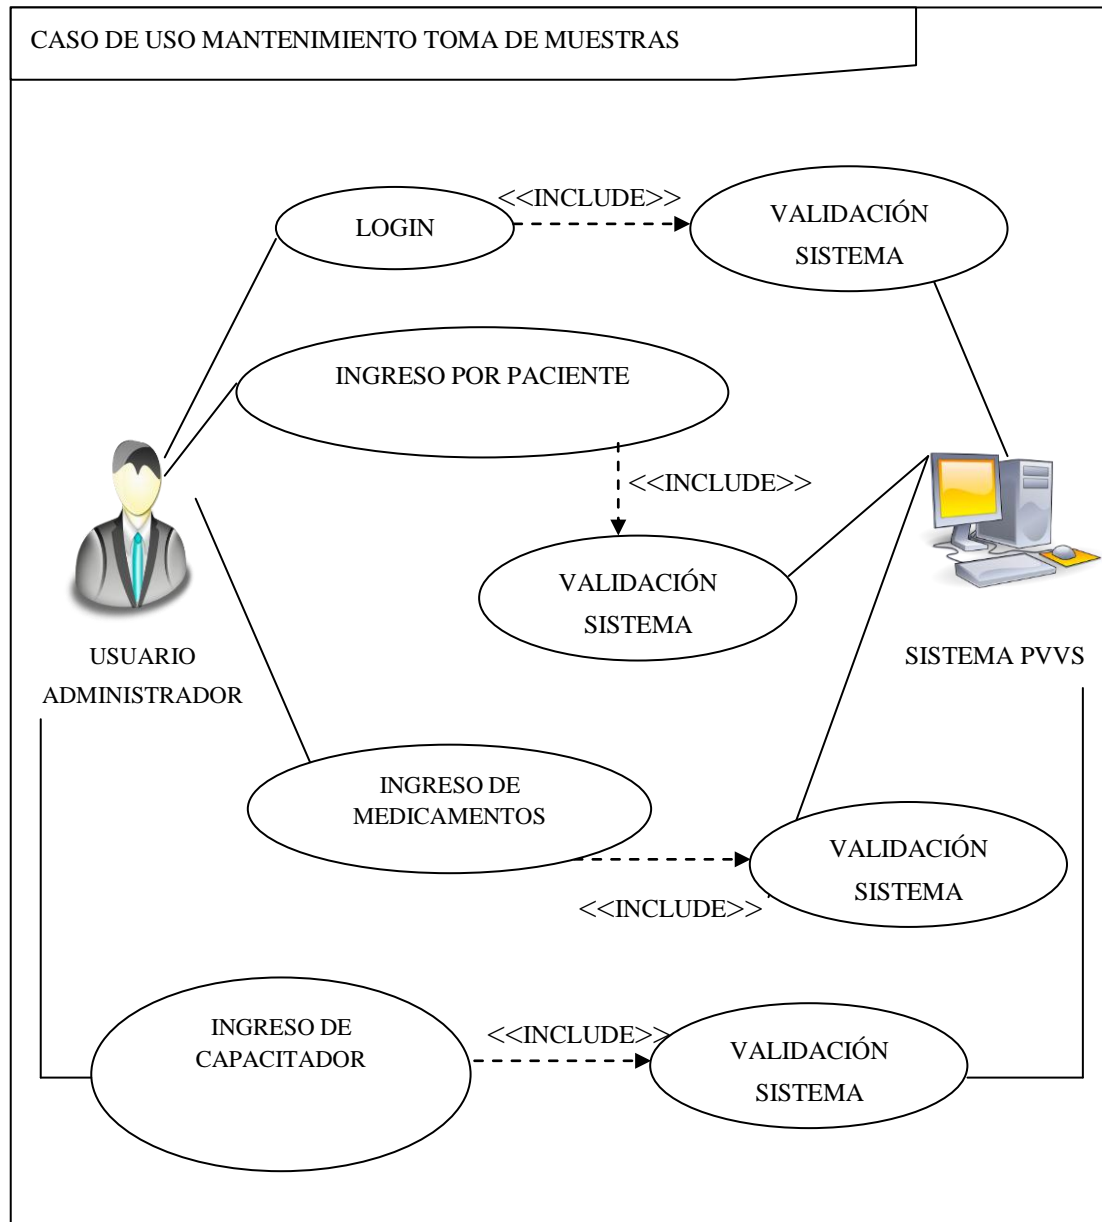 CASO DE USO MANTENIMIENTO TOMA DE MUESTRAS
<<INCLUDE>>
LOGIN
VALIDACIÓN
SISTEMA
INGRESO POR PACIENTE
<<INCLUDE>>
VALIDACIÓN
SISTEMA
USUARIO
ADMINISTRADOR
SISTEMA PVVS
INGRESO DE
MEDICAMENTOS
VALIDACIÓN
SISTEMA
<<INCLUDE>>
INGRESO DE
CAPACITADOR
<<INCLUDE>>
VALIDACIÓN
SISTEMA